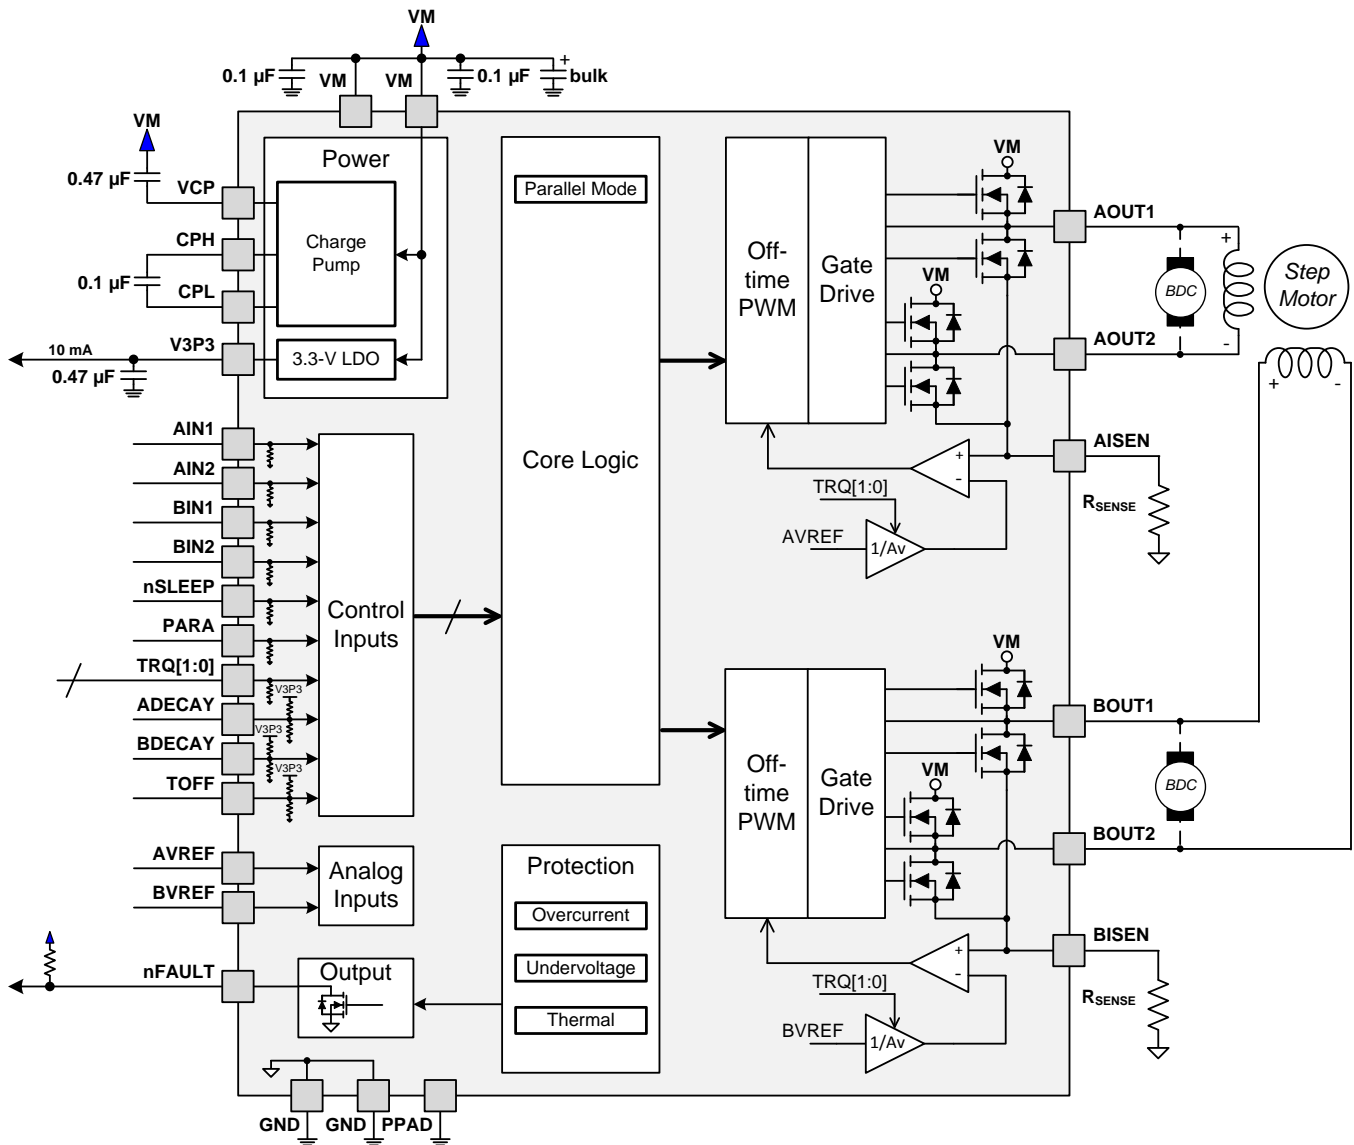 VM
0.1 µF
VM
VM
0.1 µF
+
bulk
VM
0.47 µF
VCP
CPH
0.1 µF
CPL
10 mA
V3P3
0.47 µF
Power
Charge
Pump
3.3-V LDO
AIN1
AIN2
BIN1
BIN2
nSLEEP
PARA
TRQ[1:0]
V3P3
ADECAY
V3P3
BDECAY
V3P3
TOFF
Control
Inputs
AVREF
BVREF
Analog
Inputs
nFAULT
Output
GND
GND
PPAD
Parallel Mode
Core Logic
Protection
Overcurrent
Undervoltage
Thermal
Off-
time
PWM
Gate
Drive
VM
VM
AOUT1
AOUT2
+
-
BDC
Step
Motor
+
-
AISEN
RSENSE
+
-
TRQ[1:0]
AVREF
1/Av
Off-
time
PWM
Gate
Drive
VM
VM
BOUT1
BOUT2
BDC
BISEN
RSENSE
+
-
TRQ[1:0]
BVREF
1/Av